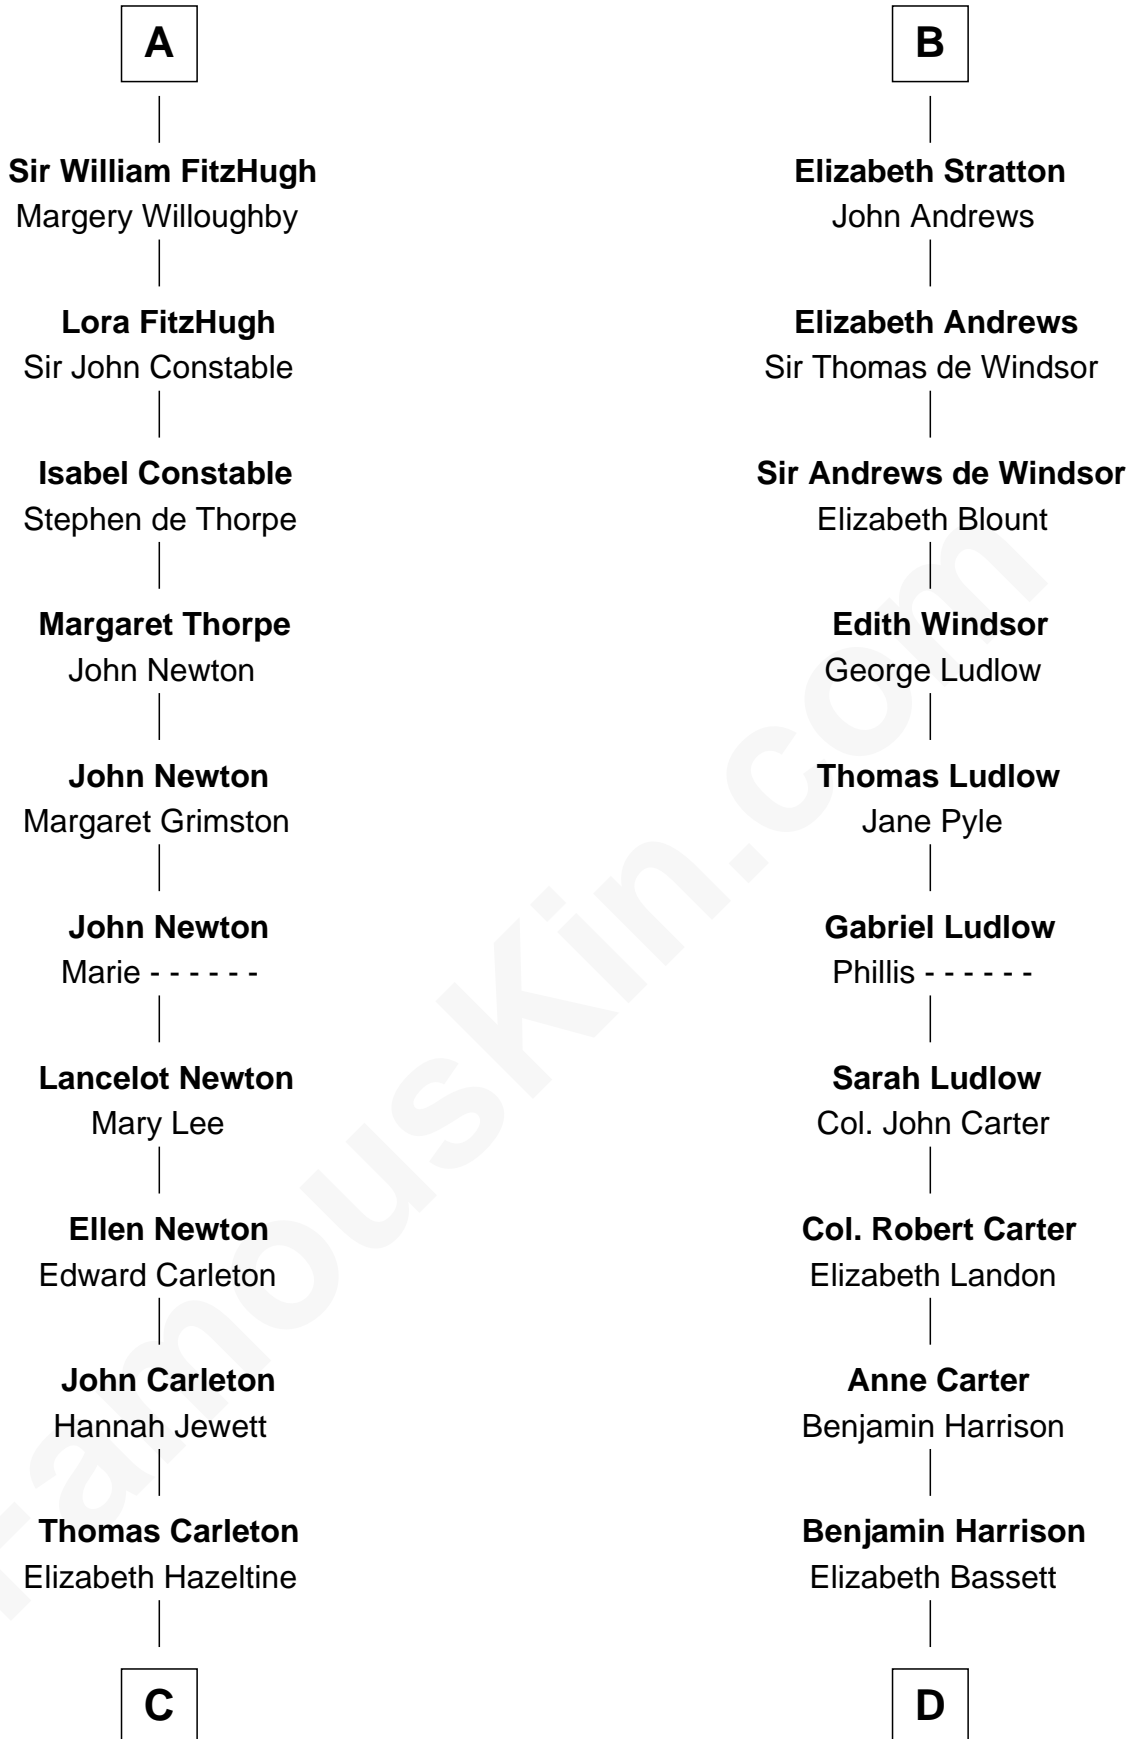 A
Sir William FitzHugh
Margery Willoughby
Lora FitzHugh
Sir John Constable
Isabel Constable
Stephen de Thorpe
Margaret Thorpe
John Newton
John Newton
Margaret Grimston
John Newton
Marie - - - - - -
Lancelot Newton
Mary Lee
Ellen Newton
Edward Carleton
John Carleton
Hannah Jewett
Thomas Carleton
Elizabeth Hazeltine
C
B
Elizabeth Stratton
John Andrews
Elizabeth Andrews
Sir Thomas de Windsor
Sir Andrews de Windsor
Elizabeth Blount
Edith Windsor
George Ludlow
Thomas Ludlow
Jane Pyle
Gabriel Ludlow
Phillis - - - - - -
Sarah Ludlow
Col. John Carter
Col. Robert Carter
Elizabeth Landon
Anne Carter
Benjamin Harrison
Benjamin Harrison
Elizabeth Bassett
D
FamousKin.com